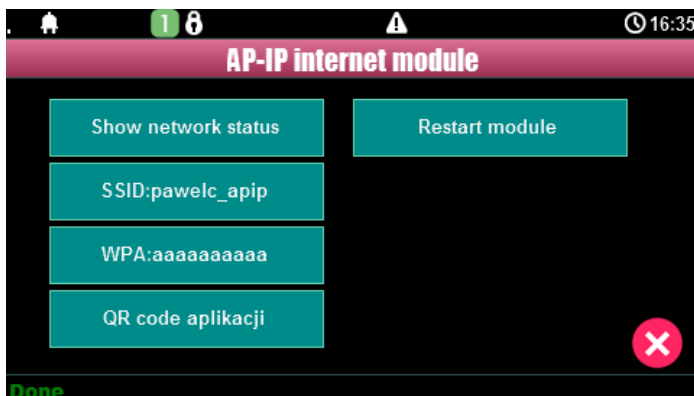 1
16:35
AP-IP internet module
Show network status
Restart module
SSID:pawelc_apip
WPA:aaaaaaaaaa
QR code aplikacji
Done